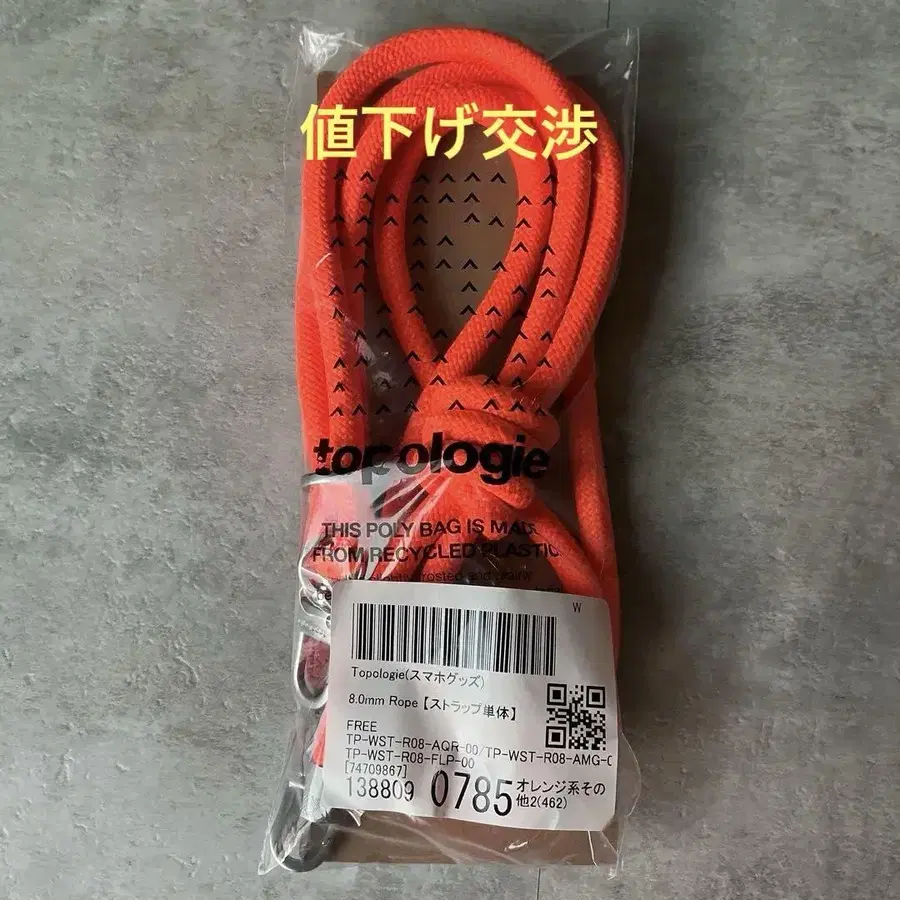 値下げ交渉
topologie
THIS POLY BAG IS MADE
FROM RECYCLED PLASTIC
W
Topologie(スマホグッズ)
8.0mm Rope【ストラップ単体】
FREE
TP-WST-R08-AQR-00/TP-WST-R08-AMG-0
TP-WST-R08-FLP-00
[74709867]
138809 0785 オレンジ系その
他2(462)